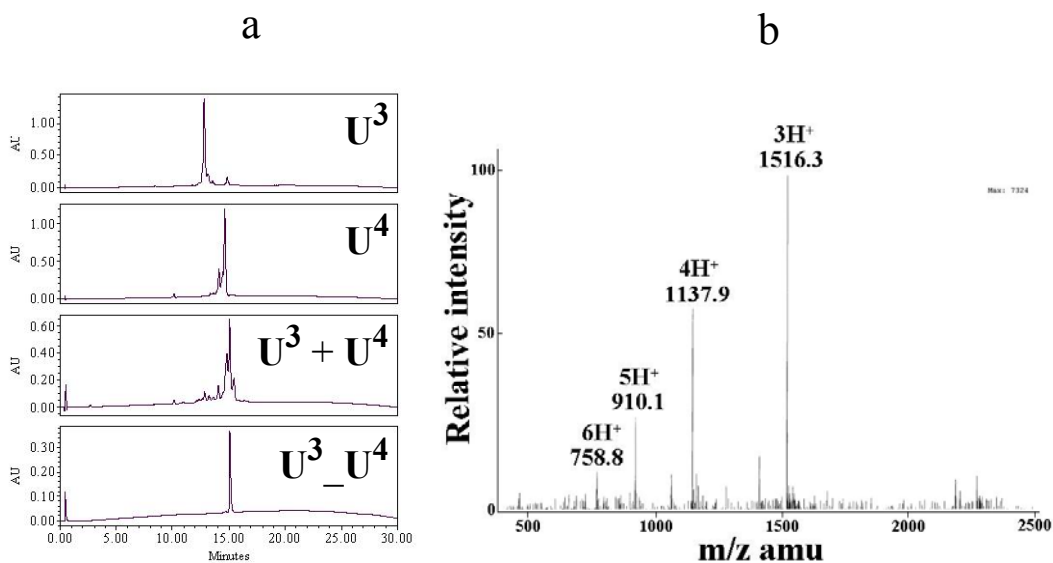 a
b
AU
1.00
0.50
0.00
U³
AU
1.00
0.50
0.00
U⁴
AU
0.60
0.40
0.20
0.00
U³ + U⁴
AU
0.30
0.20
0.10
0.00
U³_U⁴
0.00 5.00 10.00 15.00 20.00 25.00 30.00
Minutes
Relative intensity
100
50
0
3H⁺
1516.3
Max: 7324
4H⁺
1137.9
5H⁺
910.1
6H⁺
758.8
500 1000 1500 2000 2500
m/z amu